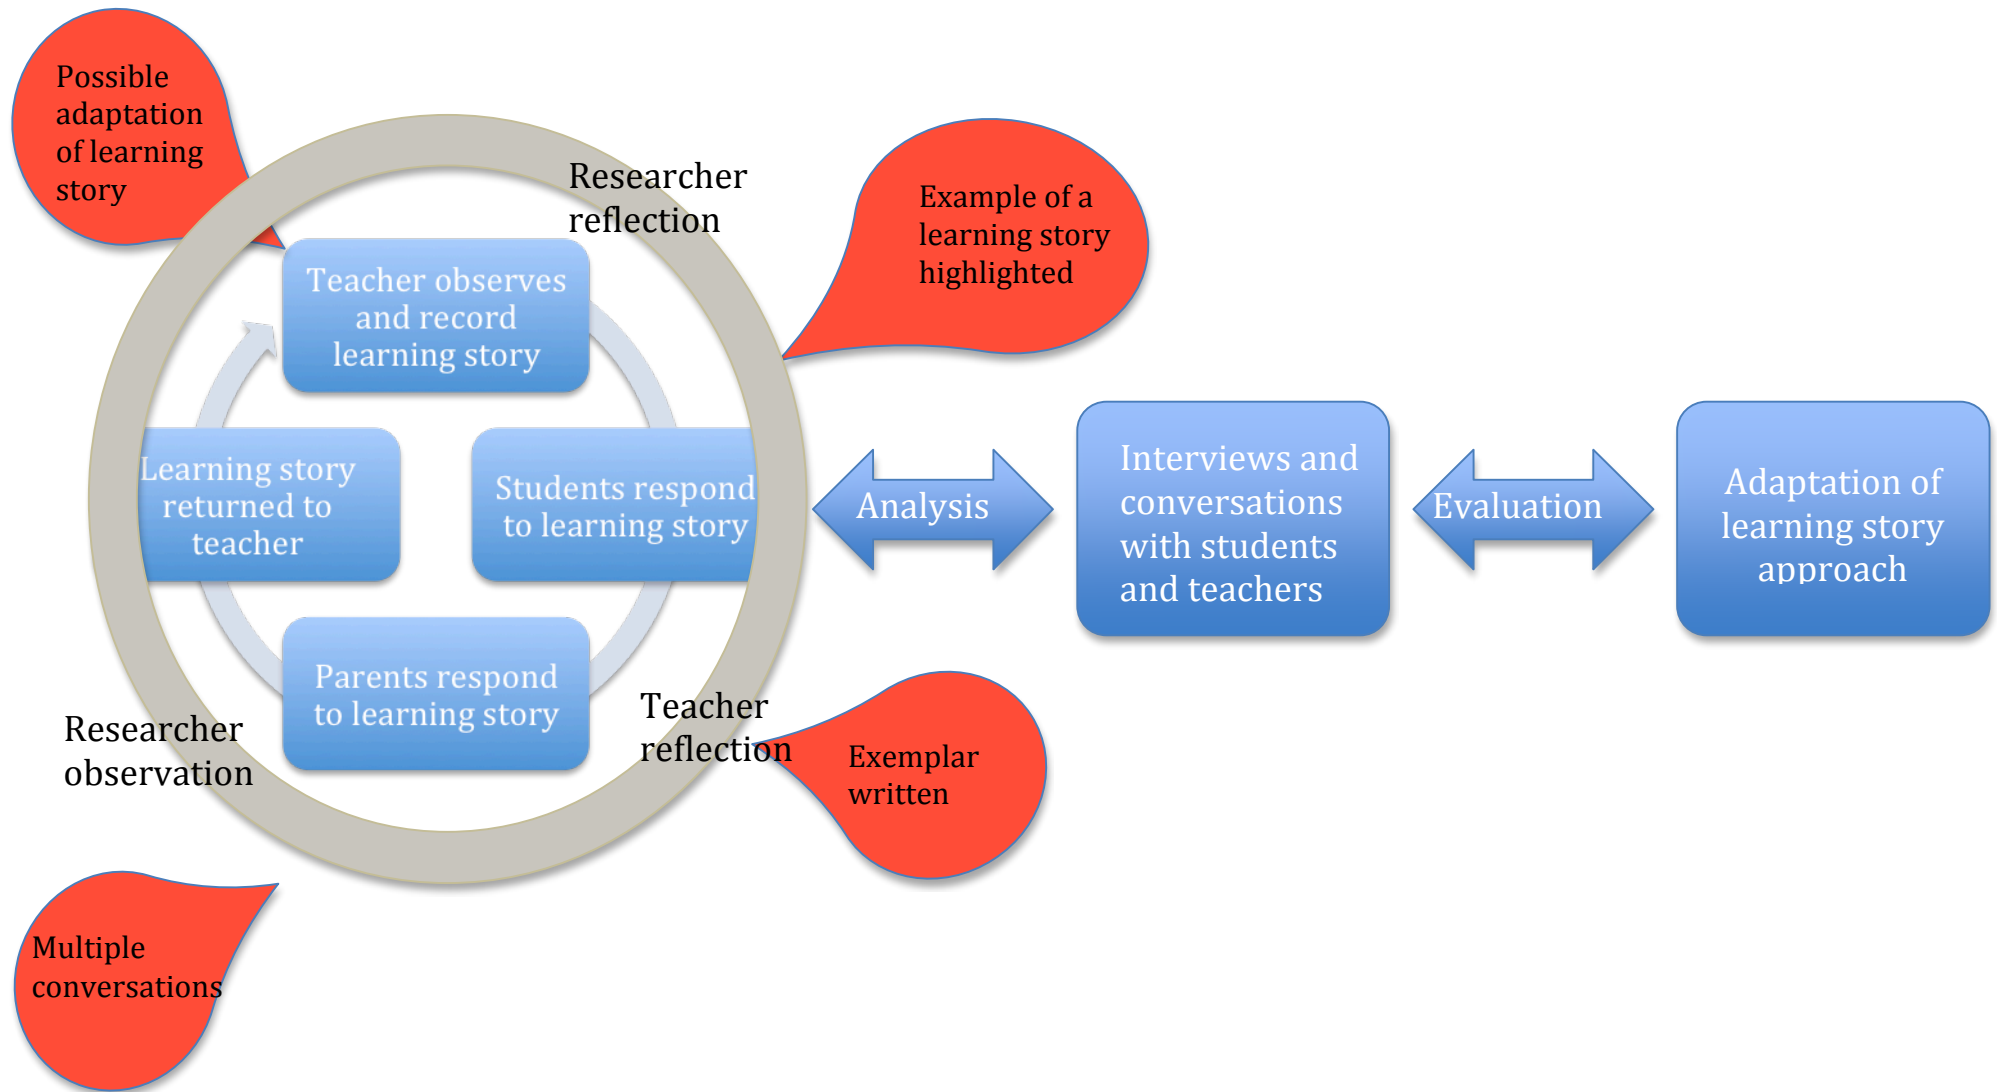 Possible
adaptation
of learning
story
Researcher
reflection
Example of a
learning story
highlighted
Teacher observes
and record
learning story
Learning story
returned to
teacher
Students respond
to learning story
Parents respond
to learning story
Researcher
observation
Teacher
reflection
Exemplar
written
Multiple
conversations
Analysis
Interviews and
conversations
with students
and teachers
Evaluation
Adaptation of
learning story
approach